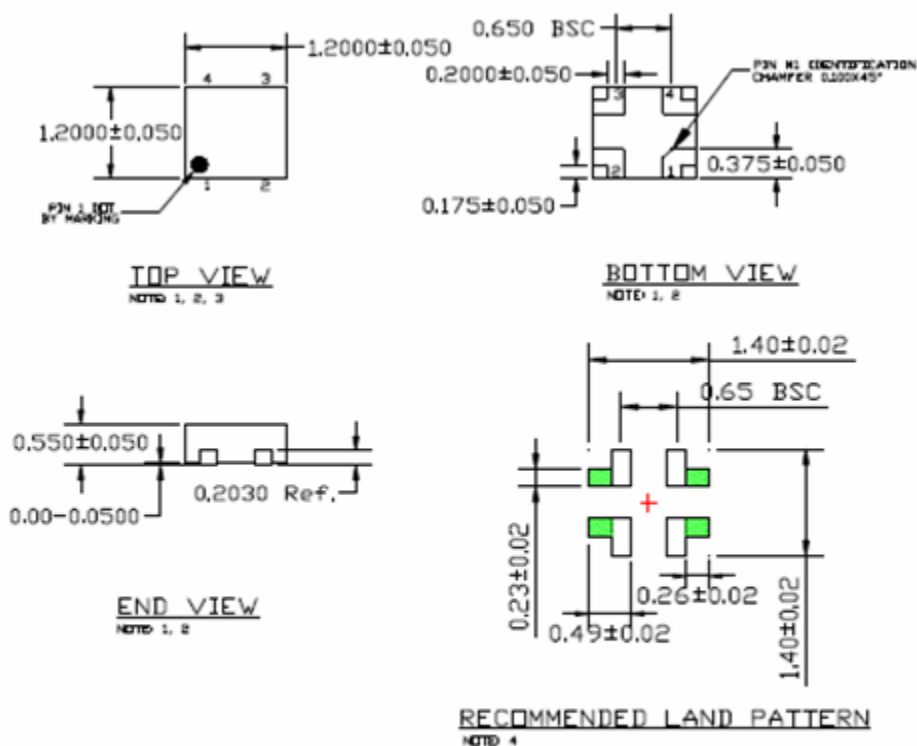 1.2000±0.050
4 3
1.2000±0.050
1 2
PIN 1 DOT
BY MARKING
TOP VIEW
NOTE: 1, 2, 3
0.650 BSC
0.2000±0.050
PIN #1 IDENTIFICATION
CHAMFER 0.100X45°
3 4
2 1
0.375±0.050
0.175±0.050
BOTTOM VIEW
NOTE: 1, 2
0.550±0.050
0.2030 Ref.
0.00-0.0500
END VIEW
NOTE: 1, 2
1.40±0.02
0.65 BSC
0.23±0.02
0.26±0.02
0.49±0.02
1.40±0.02
RECOMMENDED LAND PATTERN
NOTE: 4